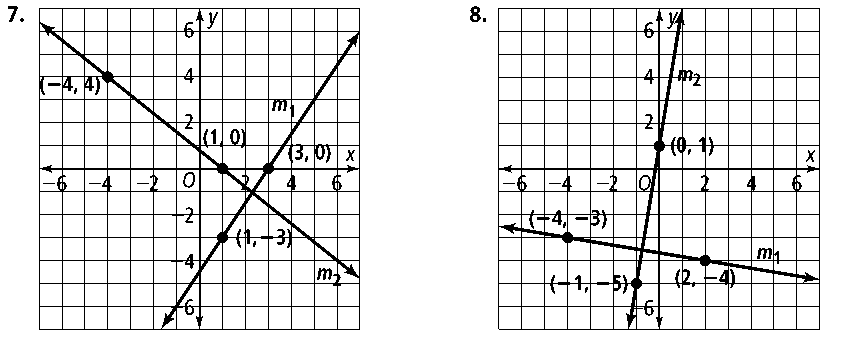 7.
y
6
(−4, 4)
4
m1
2
(1, 0)
(3, 0)
x
−6 −4 −2 O 4 6
−2
(1, −3)
−4
m2
−6
8.
y
6
4
m2
2
(0, 1)
x
−6 −4 −2 O 2 6
(−4, −3)
m1
(−1, −5)
(2, −4)
−6